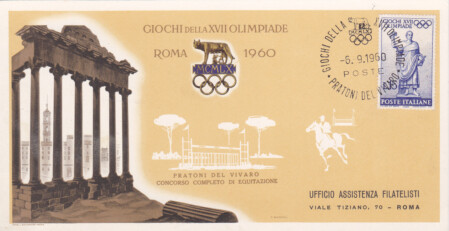 GIOCHI DELLA XVII OLIMPIADE
ROMA 1960
MCMLX
PRATONI DEL VIVARO
CONCORSO COMPLETO DI EQUITAZIONE
GIOCHI DELLA
-6.9.1960
POSTE
PRATONI DEL VIVARO
GIOCHI XVII
OLIMPIADE
POSTE ITALIANE
UFFICIO ASSISTENZA FILATELISTI
VIALE TIZIANO, 70 - ROMA